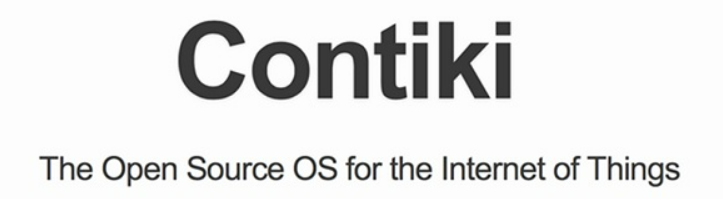 Contiki
The Open Source OS for the Internet of Things